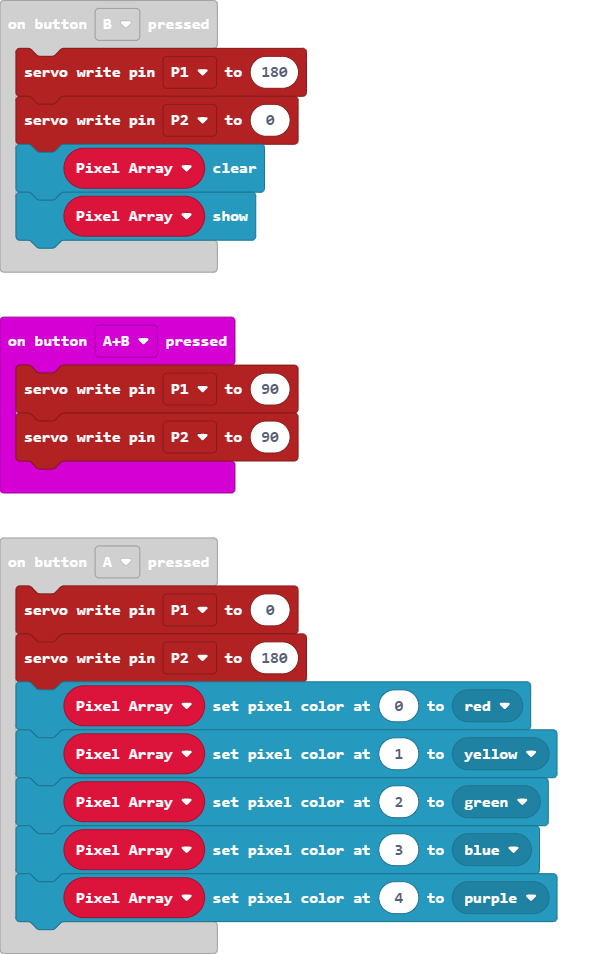 on button B pressed
servo write pin P1 to 180
servo write pin P2 to 0
Pixel Array clear
Pixel Array show
on button A+B pressed
servo write pin P1 to 90
servo write pin P2 to 90
on button A pressed
servo write pin P1 to 0
servo write pin P2 to 180
Pixel Array set pixel color at 0 to red
Pixel Array set pixel color at 1 to yellow
Pixel Array set pixel color at 2 to green
Pixel Array set pixel color at 3 to blue
Pixel Array set pixel color at 4 to purple